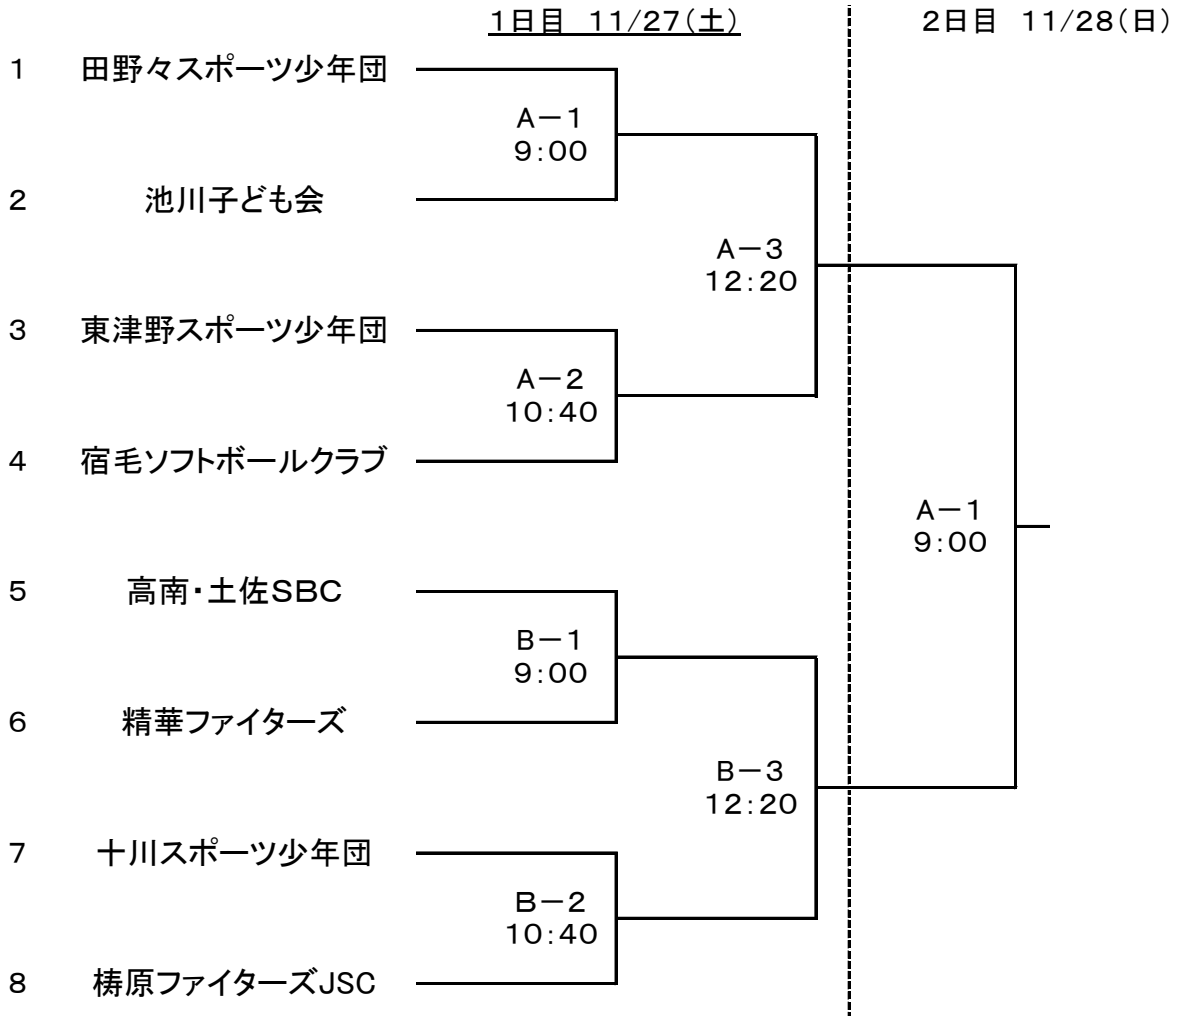 1日目 11/27(土)
2日目 11/28(日)
1 田野々スポーツ少年団
A-1
9:00
2 池川子ども会
A-3
12:20
3 東津野スポーツ少年団
A-2
10:40
4 宿毛ソフトボールクラブ
A-1
9:00
5 高南・土佐SBC
B-1
9:00
6 精華ファイターズ
B-3
12:20
7 十川スポーツ少年団
B-2
10:40
8 梼原ファイターズJSC